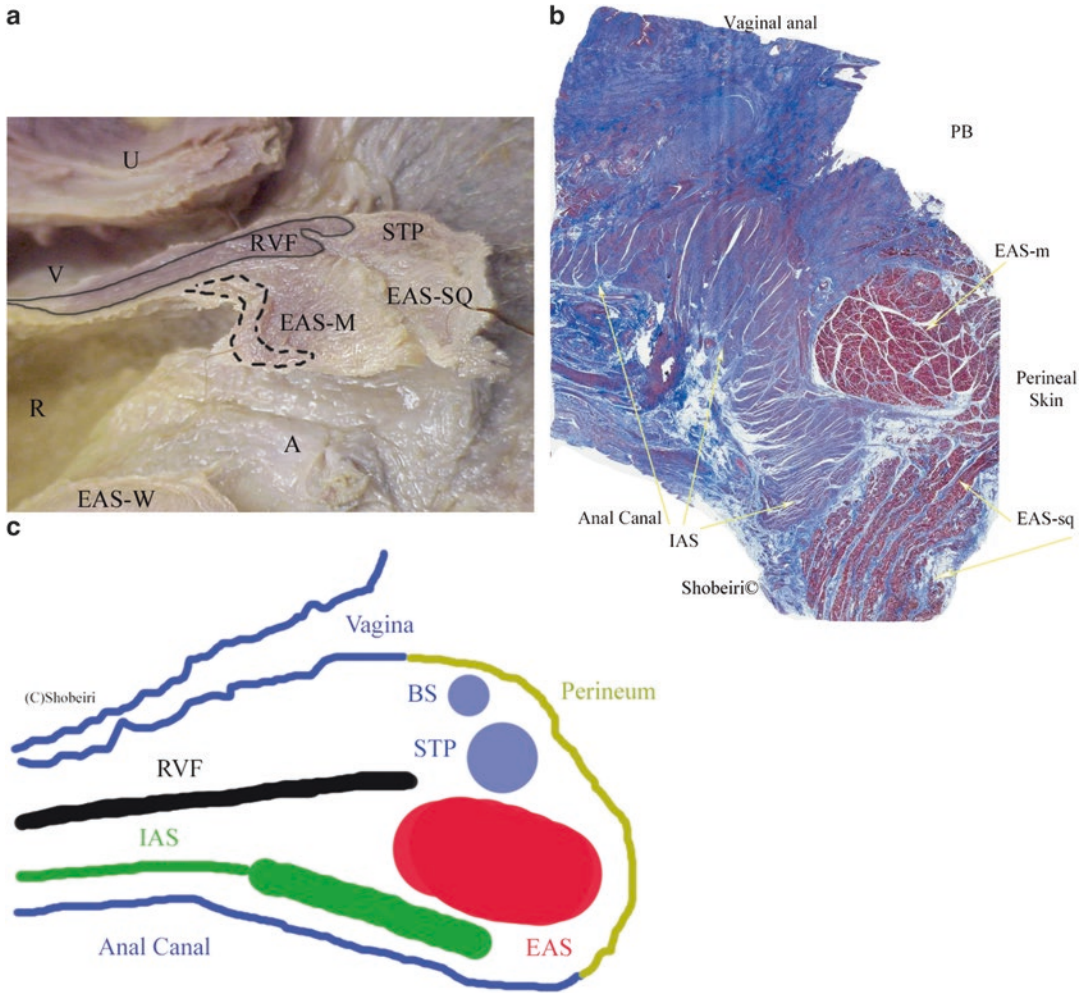 a
U
RVF
STP
V
EAS-SQ
EAS-M
R
A
EAS-W
b
Vaginal anal
PB
EAS-m
Perineal
Skin
EAS-sq
Anal Canal
IAS
Shobeiri©
c
Vagina
(C)Shobeiri
BS
Perineum
STP
RVF
IAS
Anal Canal
EAS